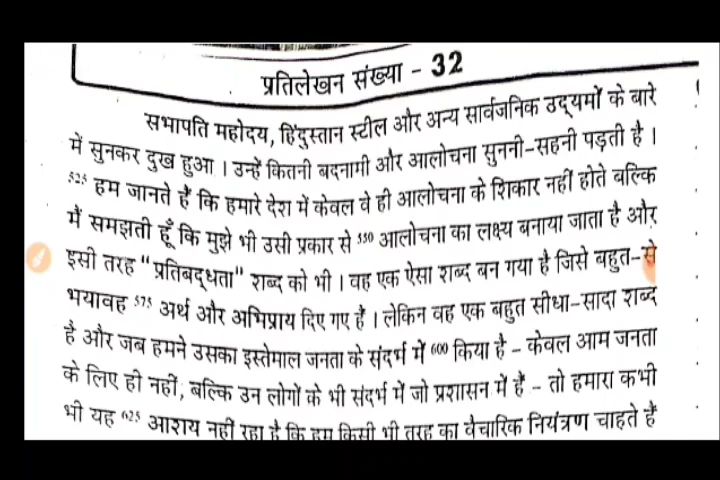 प्रतिलेखन संख्या - 32
सभापति महोदय, हिंदुस्तान स्टील और अन्य सार्वजनिक उद्यमों के बारे
में सुनकर दुख हुआ । उन्हें कितनी बदनामी और आलोचना सुननी-सहनी पड़ती है ।
525 हम जानते हैं कि हमारे देश में केवल वे ही आलोचना के शिकार नहीं होते बल्कि
मैं समझती हूँ कि मुझे भी उसी प्रकार से 550 आलोचना का लक्ष्य बनाया जाता है और
इसी तरह "प्रतिबद्धता" शब्द को भी । वह एक ऐसा शब्द बन गया है जिसे बहुत-से
भयावह 575 अर्थ और अभिप्राय दिए गए हैं । लेकिन वह एक बहुत सीधा-सादा शब्द
है और जब हमने उसका इस्तेमाल जनता के संदर्भ में 600 किया है - केवल आम जनता
के लिए ही नहीं, बल्कि उन लोगों के भी संदर्भ में जो प्रशासन में हैं - तो हमारा कभी
भी यह 625 आशय नहीं रहा है कि हम किसी भी तरह का वैचारिक नियंत्रण चाहते हैं